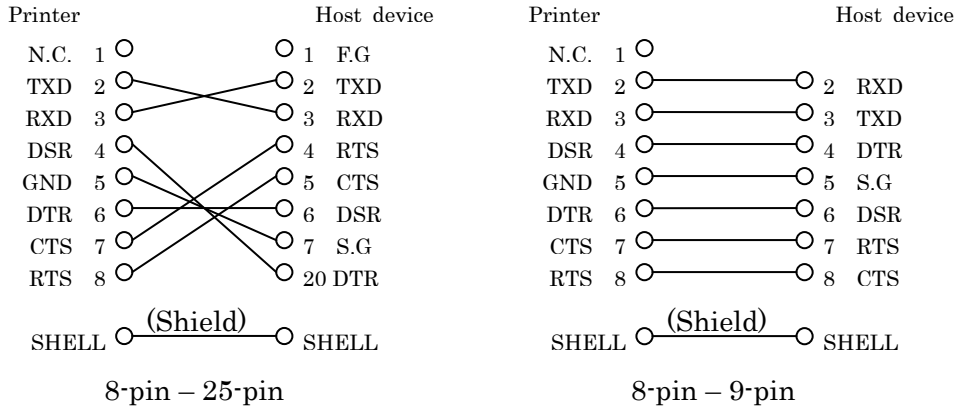 Printer Host device
N.C. 1 1 F.G
TXD 2 2 TXD
RXD 3 3 RXD
DSR 4 4 RTS
GND 5 5 CTS
DTR 6 6 DSR
CTS 7 7 S.G
RTS 8 20 DTR
(Shield)
SHELL SHELL
8-pin – 25-pin
Printer Host device
N.C. 1
TXD 2 2 RXD
RXD 3 3 TXD
DSR 4 4 DTR
GND 5 5 S.G
DTR 6 6 DSR
CTS 7 7 RTS
RTS 8 8 CTS
(Shield)
SHELL SHELL
8-pin – 9-pin